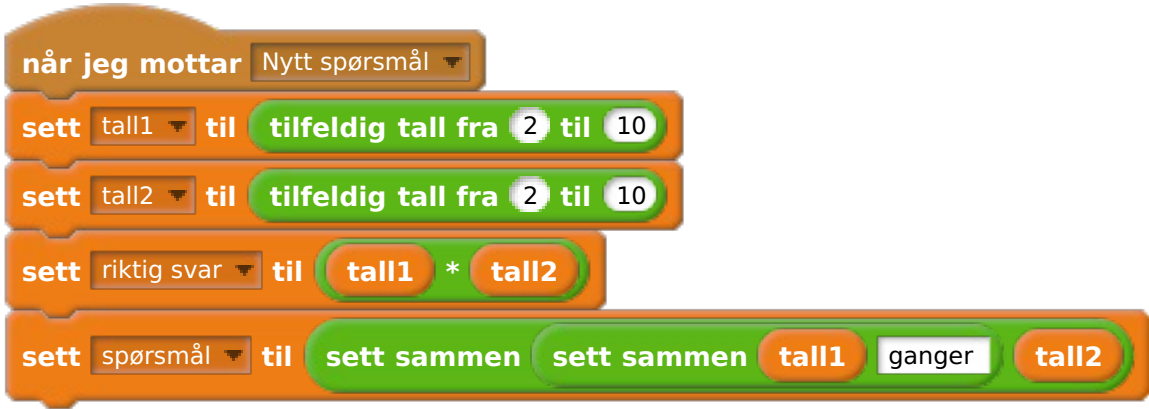 når jeg mottar Nytt spørsmål
sett tall1 til tilfeldig tall fra 2 til 10
sett tall2 til tilfeldig tall fra 2 til 10
sett riktig svar til tall1 * tall2
sett spørsmål til sett sammen sett sammen tall1 ganger tall2